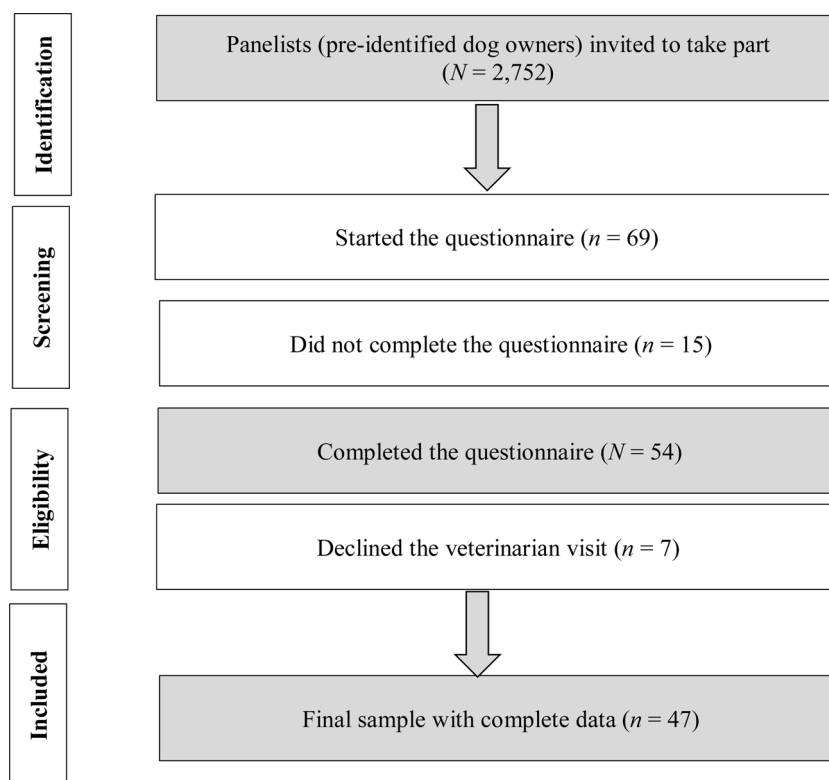 Identification
Panelists (pre-identified dog owners) invited to take part
(N = 2,752)
Screening
Started the questionnaire (n = 69)
Did not complete the questionnaire (n = 15)
Eligibility
Completed the questionnaire (N = 54)
Declined the veterinarian visit (n = 7)
Included
Final sample with complete data (n = 47)